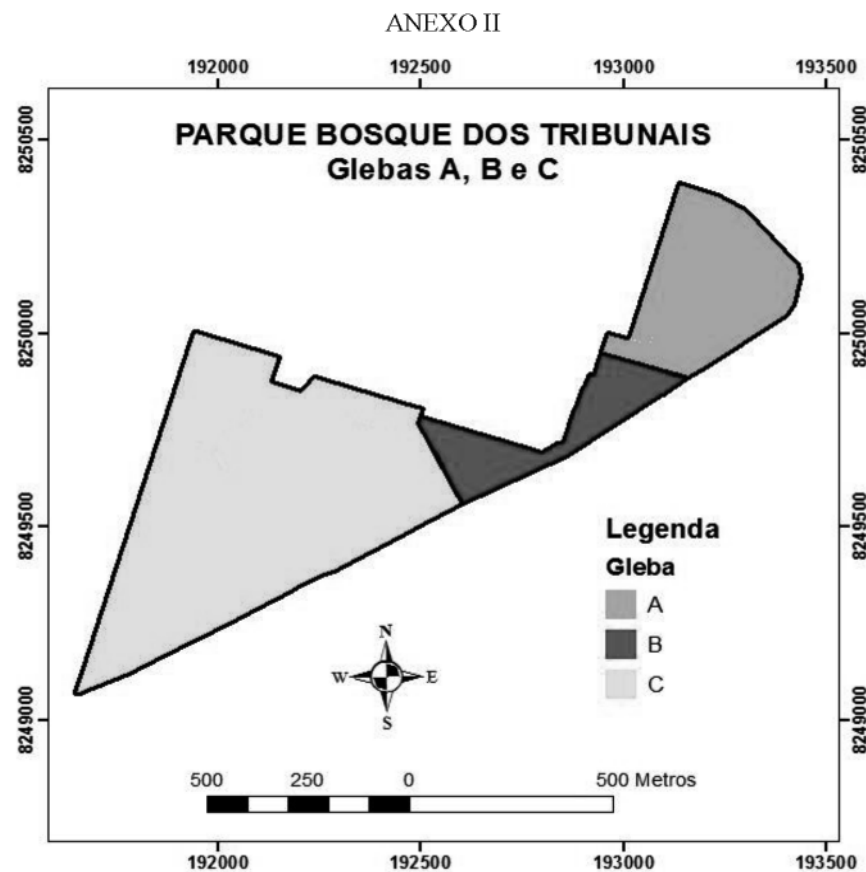 ANEXO II
192000 192500 193000 193500
PARQUE BOSQUE DOS TRIBUNAIS
Glebas A, B e C
8250500 8250500
8250000 8250000
8249500 8249500
8249000 8249000
Legenda
Gleba
A
B
C
N
W E
S
500 250 0 500 Metros
192000 192500 193000 193500